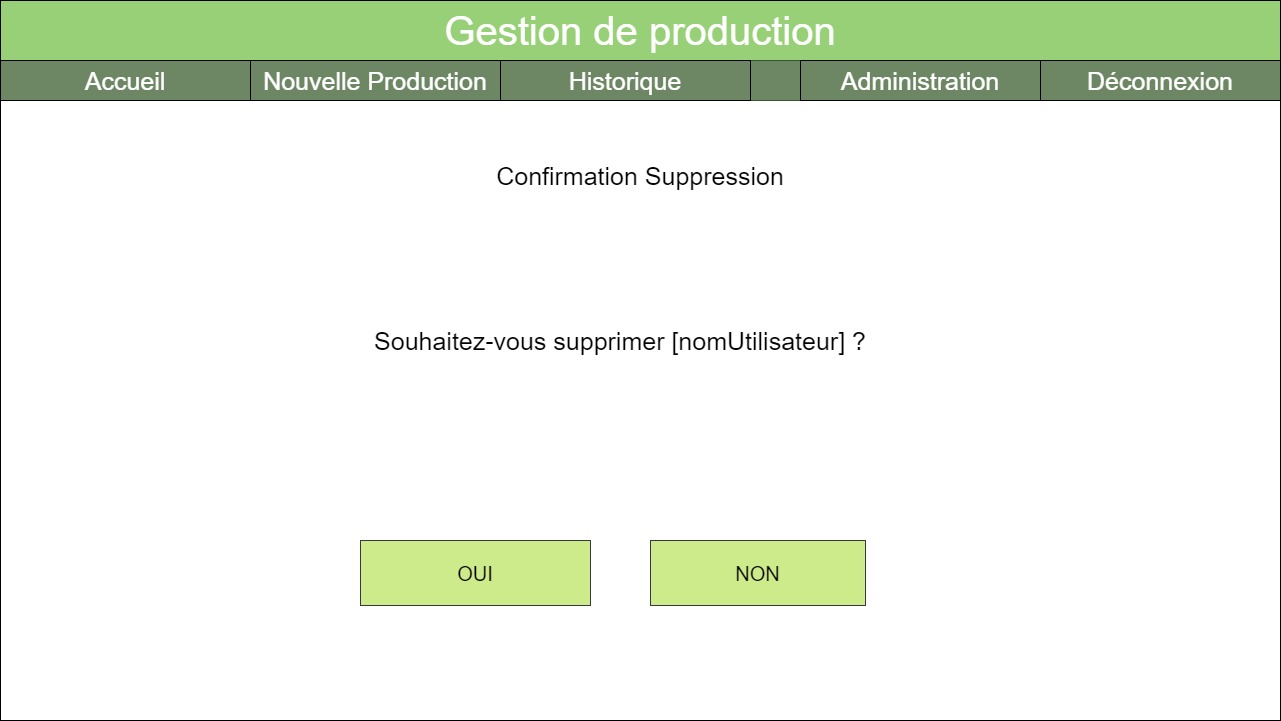 Gestion de production
Accueil Nouvelle Production Historique Administration Déconnexion
Confirmation Suppression
Souhaitez-vous supprimer [nomUtilisateur] ?
OUI NON